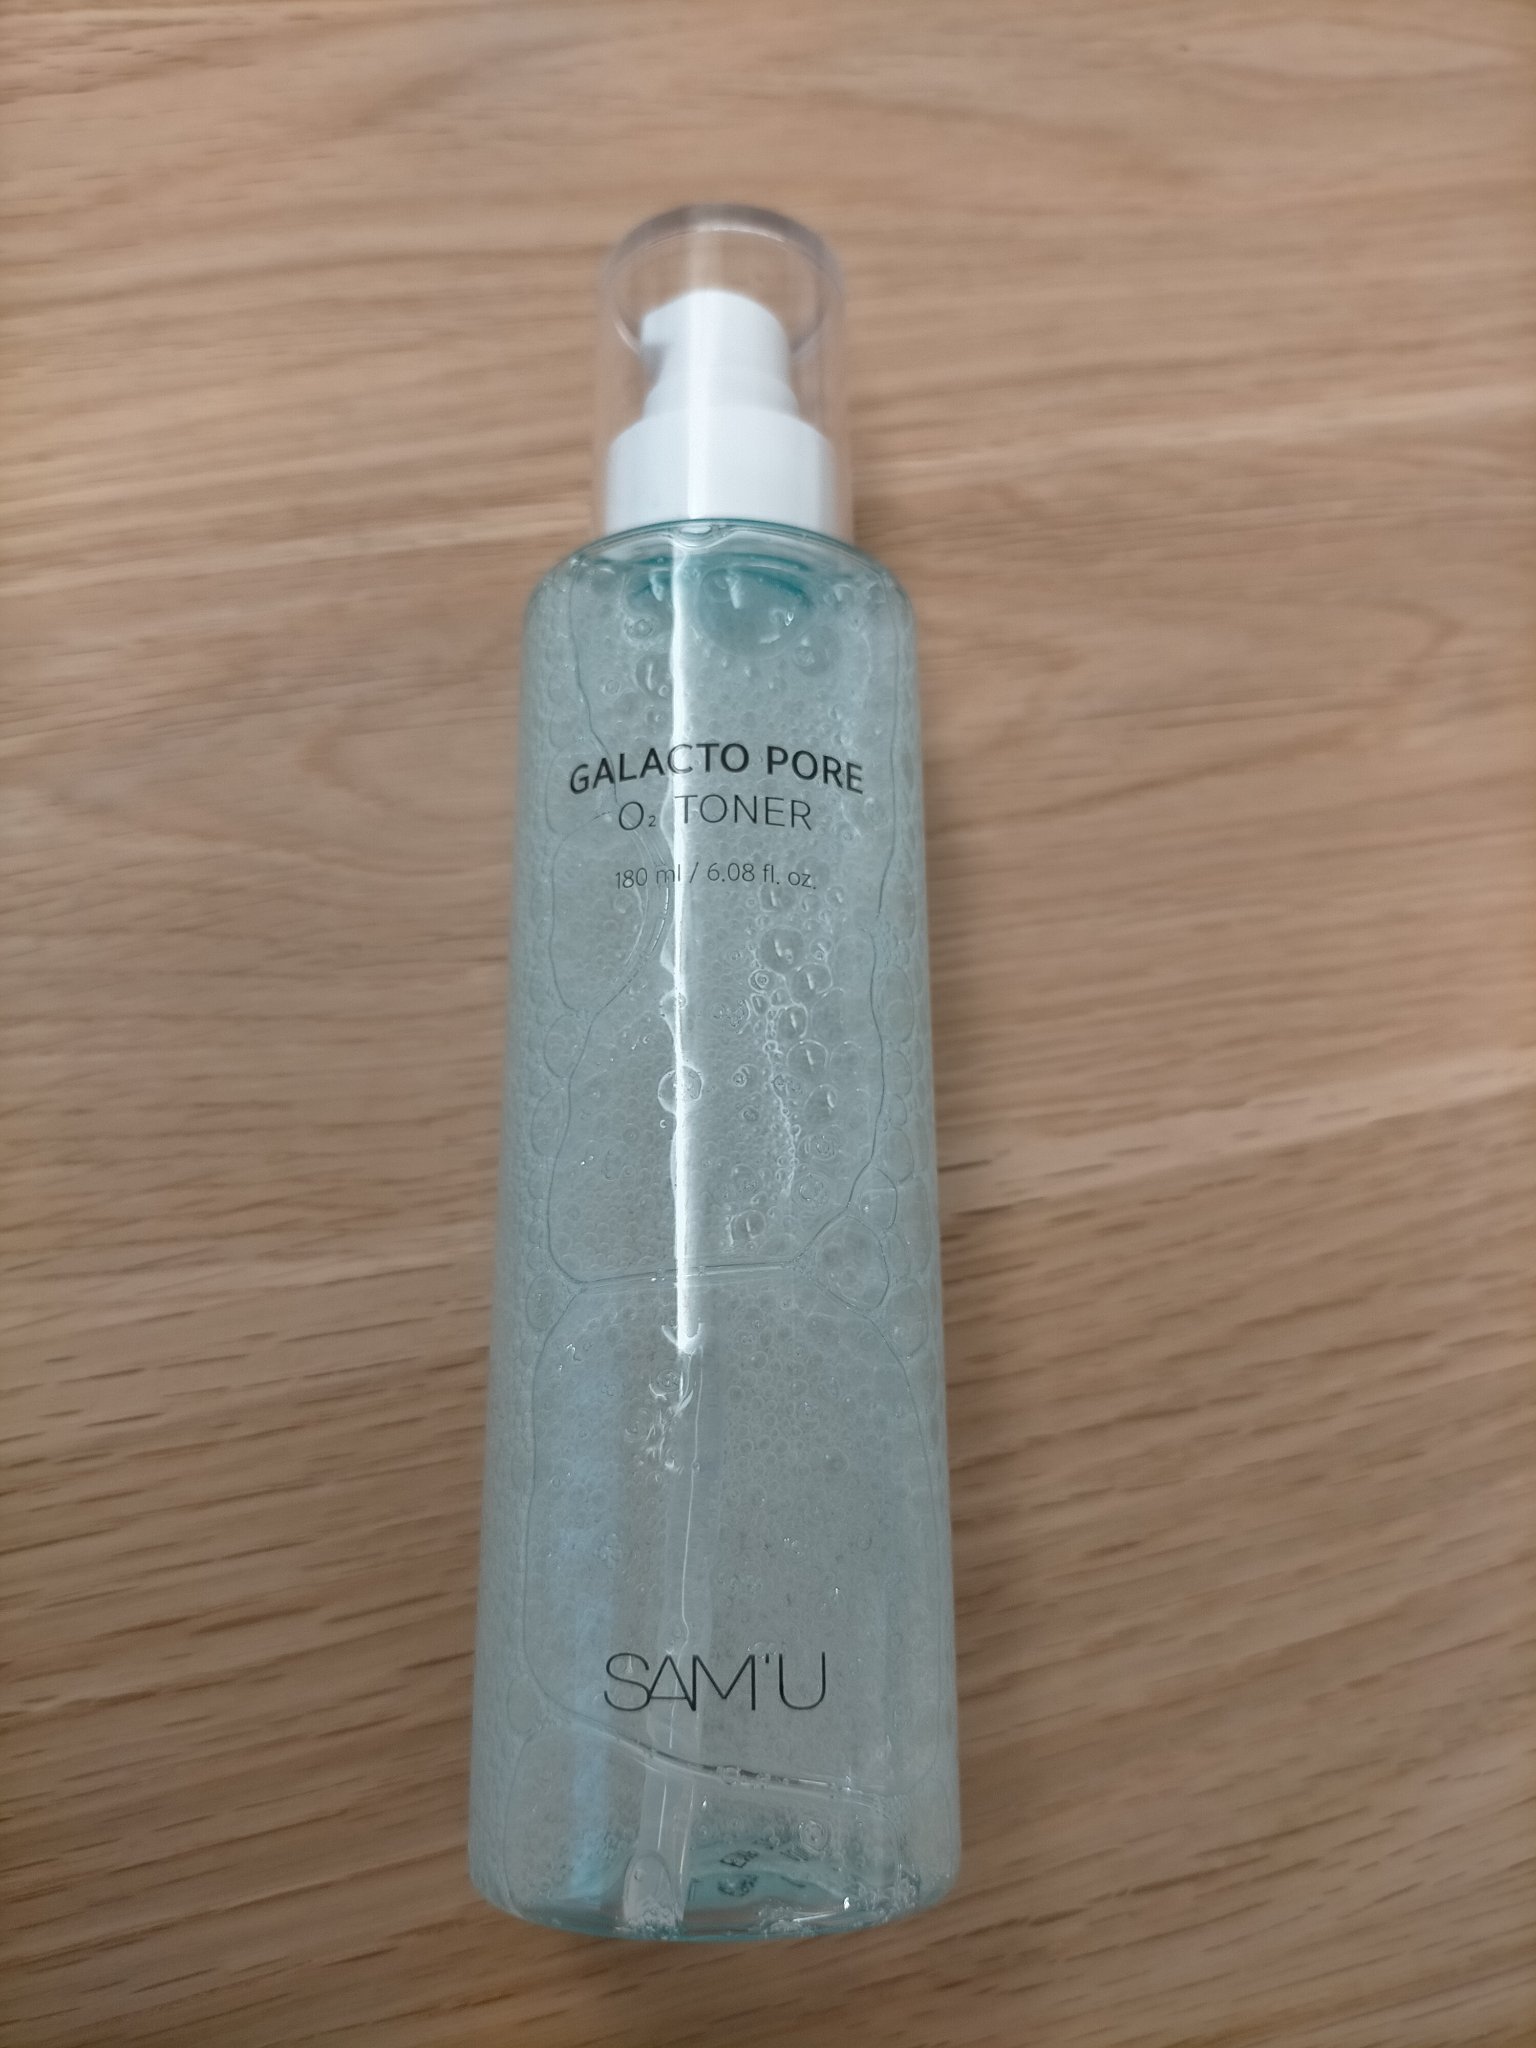 GALACTO PORE
O₂ TONER
180 ml / 6.08 fl. oz.
SAM'U